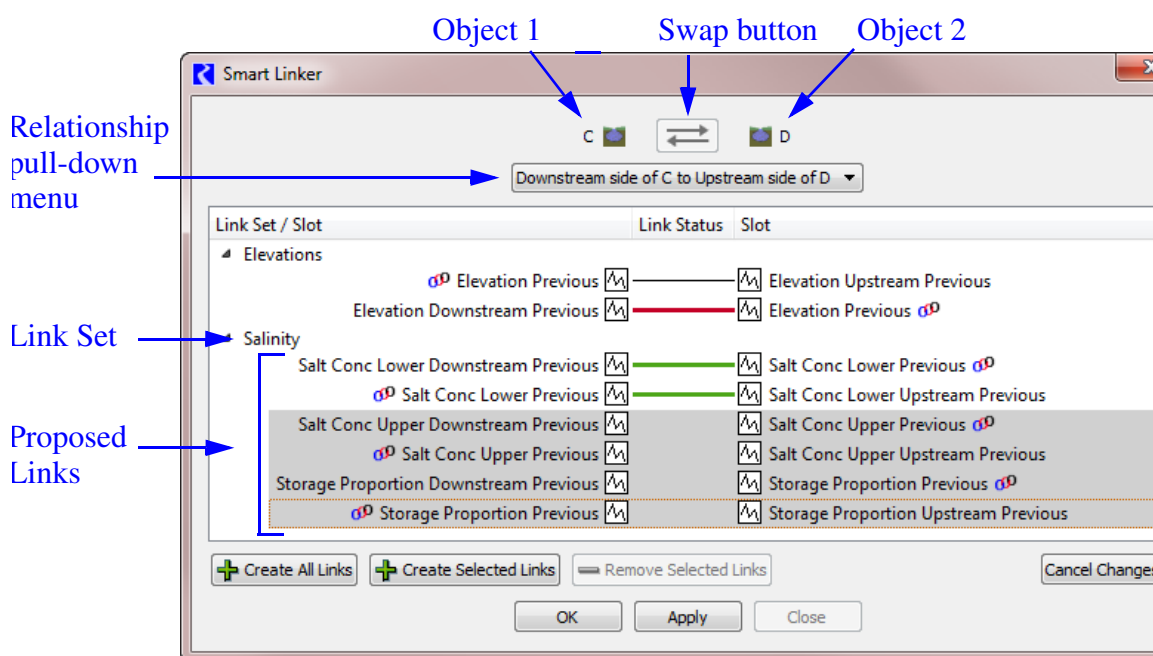 Object 1 Swap button Object 2
Smart Linker
C D
Relationship
pull-down
menu
Downstream side of C to Upstream side of D
Link Set / Slot Link Status Slot
Elevations
Elevation Previous Elevation Upstream Previous
Elevation Downstream Previous Elevation Previous
Link Set
Salinity
Salt Conc Lower Downstream Previous Salt Conc Lower Previous
Salt Conc Lower Previous Salt Conc Lower Upstream Previous
Proposed
Links
Salt Conc Upper Downstream Previous Salt Conc Upper Previous
Salt Conc Upper Previous Salt Conc Upper Upstream Previous
Storage Proportion Downstream Previous Storage Proportion Previous
Storage Proportion Previous Storage Proportion Upstream Previous
Create All Links Create Selected Links Remove Selected Links Cancel Changes
OK Apply Close